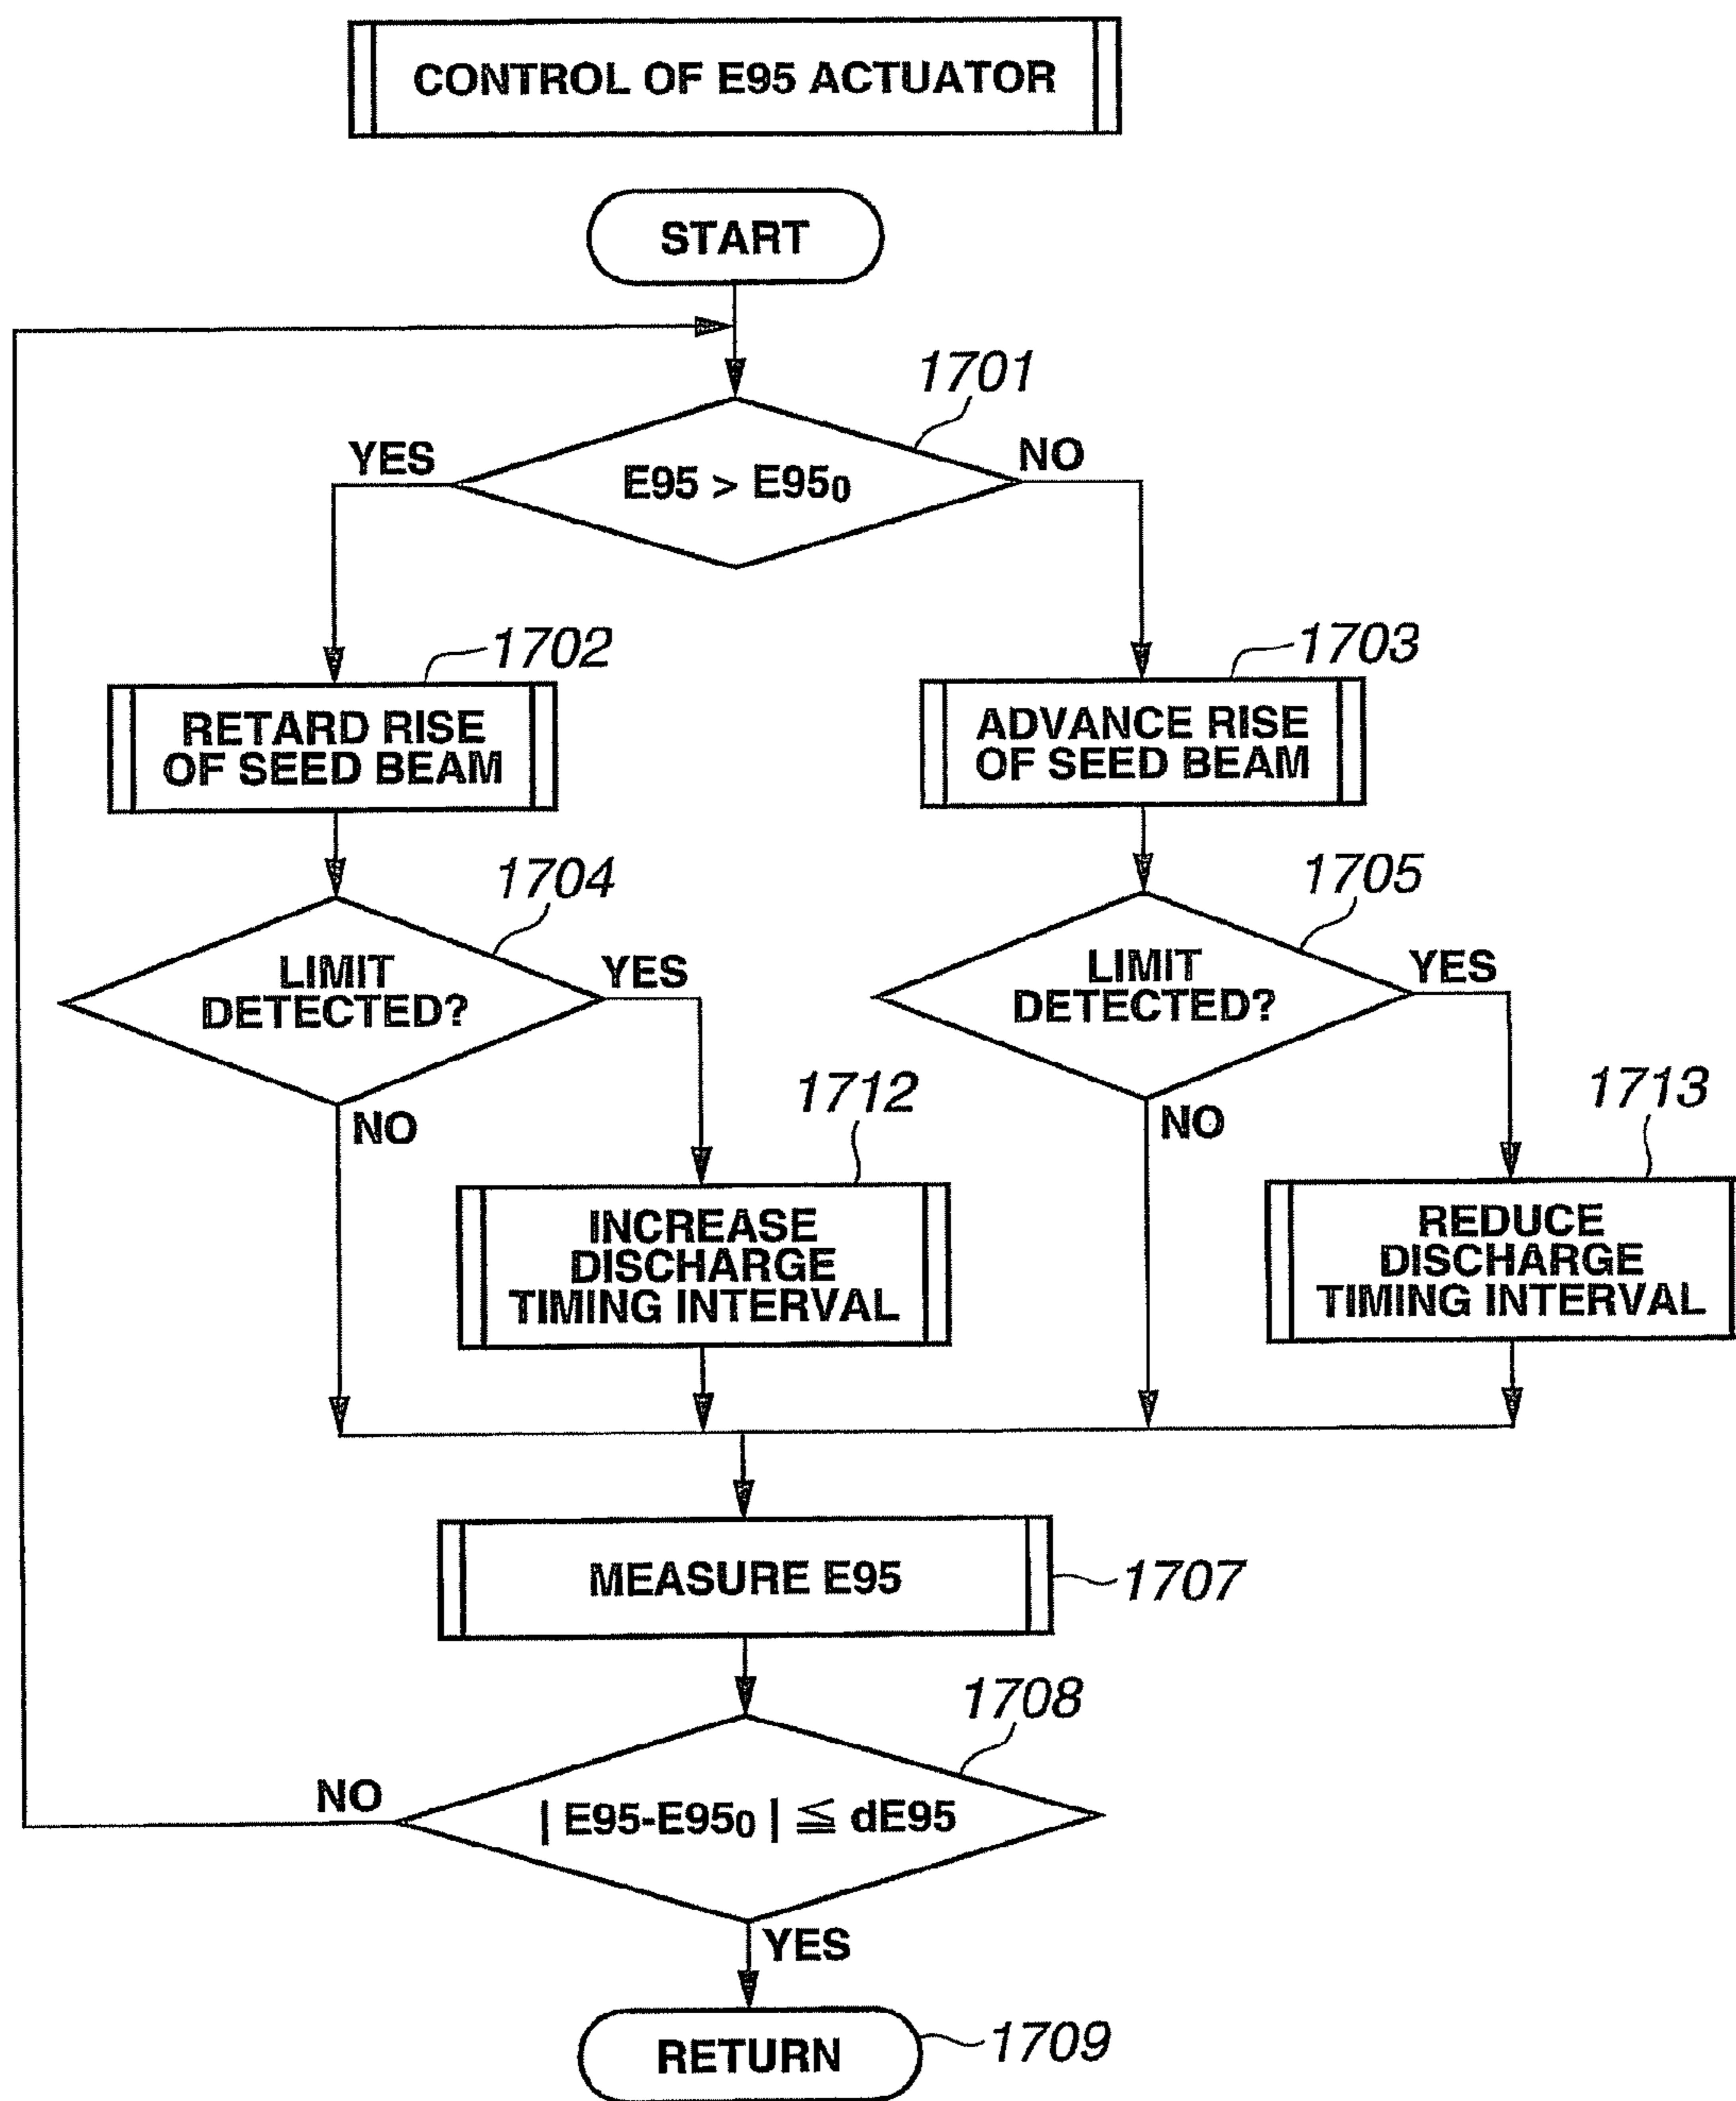 CONTROL OF E95 ACTUATOR
START
1701
YES
NO
E95 > E95₀
1702
1703
RETARD RISE
OF SEED BEAM
ADVANCE RISE
OF SEED BEAM
1704
1705
LIMIT
DETECTED?
YES
LIMIT
DETECTED?
YES
1712
1713
NO
NO
INCREASE
DISCHARGE
TIMING INTERVAL
REDUCE
DISCHARGE
TIMING INTERVAL
MEASURE E95
1707
1708
NO
| E95-E95₀ | ≦ dE95
YES
RETURN
1709